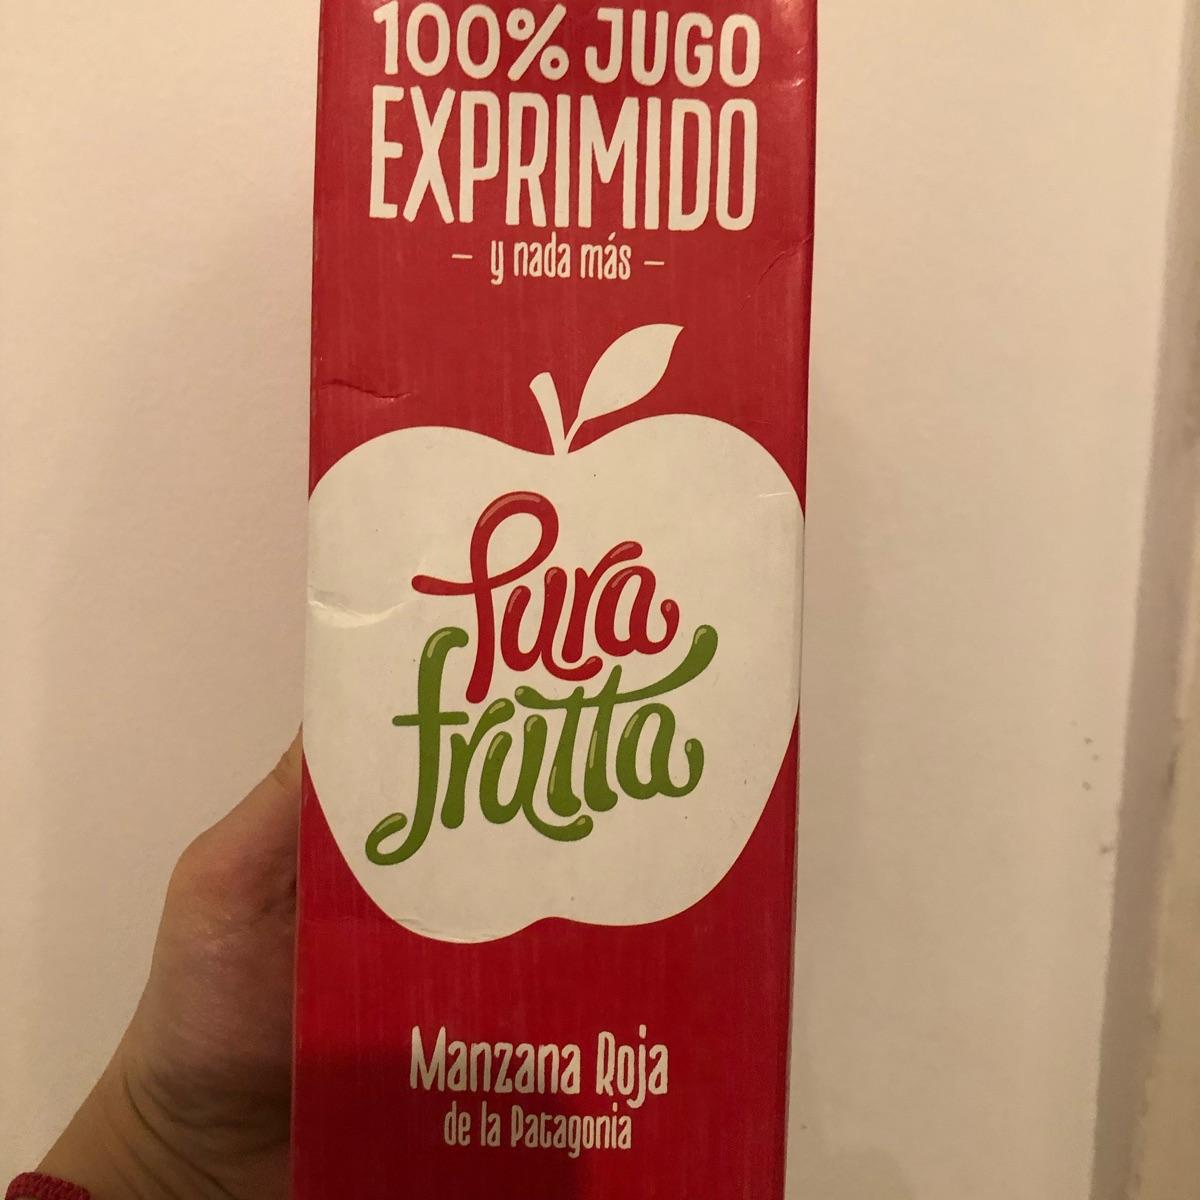 100% JUGO
EXPRIMIDO
- y nada más -
Pura
frutta
Manzana Roja
de la Patagonia